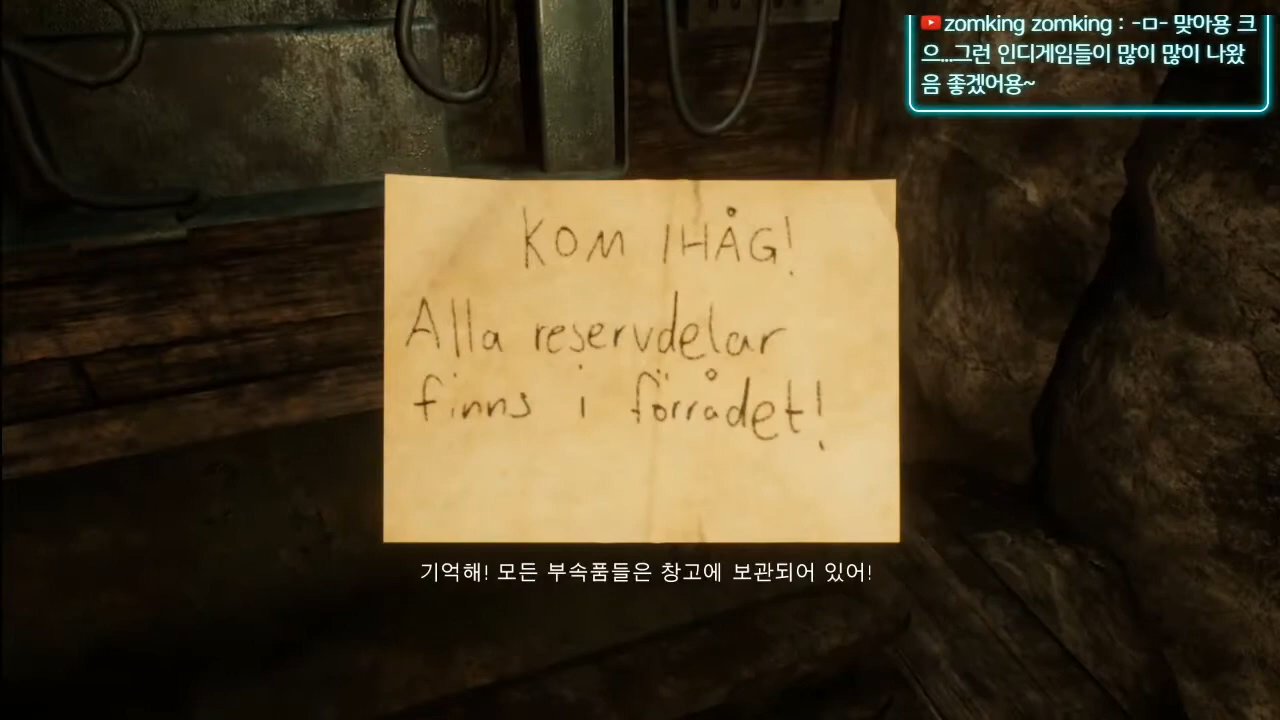 zomking zomking : -ㅁ- 맞아용 크
으...그런 인디게임들이 많이 많이 나왔
음 좋겠어용~
KOM IHÅG!
Alla reservdelar
finns i förrådet!
기억해! 모든 부속품들은 창고에 보관되어 있어!